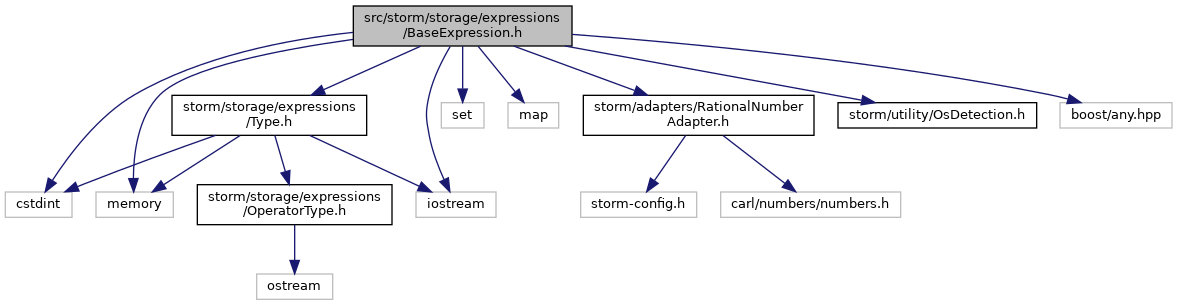 src/storm/storage/expressions
/BaseExpression.h
storm/storage/expressions
/Type.h
set
map
storm/adapters/RationalNumber
Adapter.h
storm/utility/OsDetection.h
boost/any.hpp
cstdint
memory
storm/storage/expressions
/OperatorType.h
iostream
storm-config.h
carl/numbers/numbers.h
ostream